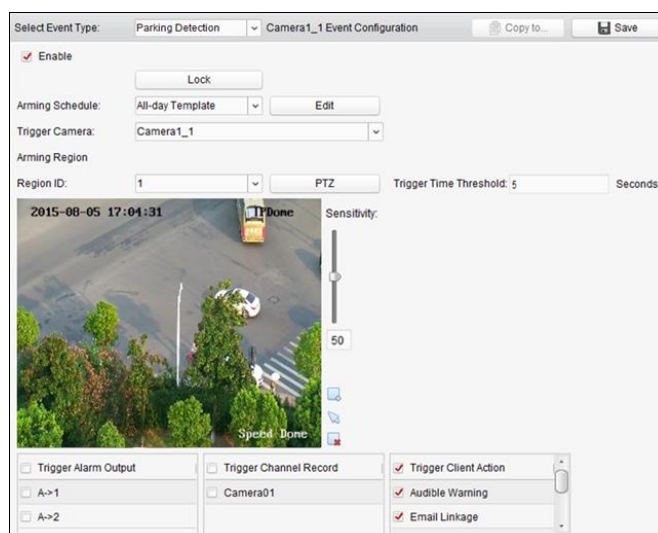 Select Event Type: Parking Detection Camera1_1 Event Configuration Copy to... Save
Enable
Lock
Arming Schedule: All-day Template Edit
Trigger Camera: Camera1_1
Arming Region
Region ID: 1 PTZ Trigger Time Threshold: 5 Seconds
2015-08-05 17:04:31 IPDome Sensitivity:
50
Speed Dome
Trigger Alarm Output Trigger Channel Record Trigger Client Action
A->1 Camera01 Audible Warning
A->2 Email Linkage